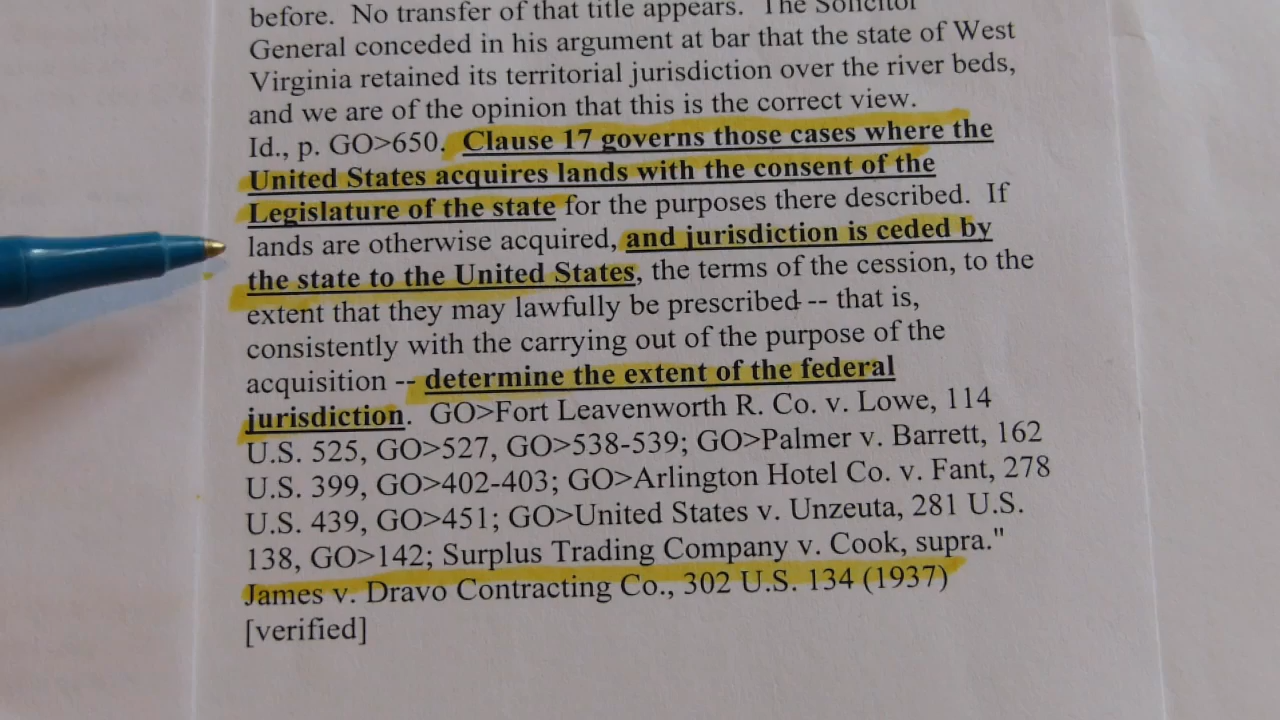 before. No transfer of that title appears. The Solicitor
General conceded in his argument at bar that the state of West
Virginia retained its territorial jurisdiction over the river beds,
and we are of the opinion that this is the correct view.
Id., p. GO>650. Clause 17 governs those cases where the
United States acquires lands with the consent of the
Legislature of the state for the purposes there described. If
lands are otherwise acquired, and jurisdiction is ceded by
the state to the United States, the terms of the cession, to the
extent that they may lawfully be prescribed -- that is,
consistently with the carrying out of the purpose of the
acquisition -- determine the extent of the federal
jurisdiction. GO>Fort Leavenworth R. Co. v. Lowe, 114
U.S. 525, GO>527, GO>538-539; GO>Palmer v. Barrett, 162
U.S. 399, GO>402-403; GO>Arlington Hotel Co. v. Fant, 278
U.S. 439, GO>451; GO>United States v. Unzeuta, 281 U.S.
138, GO>142; Surplus Trading Company v. Cook, supra."
James v. Dravo Contracting Co., 302 U.S. 134 (1937)
[verified]